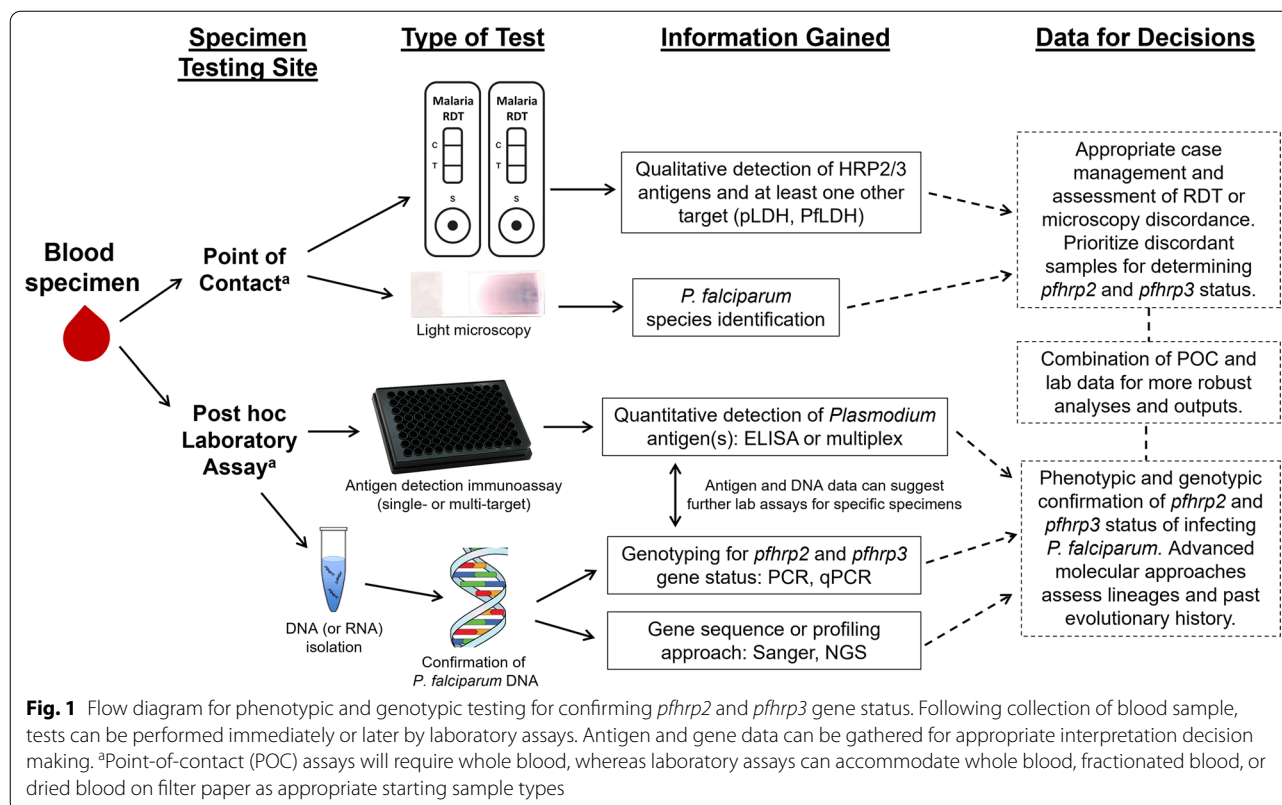 Specimen
Testing Site
Type of Test
Information Gained
Data for Decisions
Blood
specimen
Point of
Contactᵃ
Malaria
RDT
C
T
S
Malaria
RDT
C
T
S
Light microscopy
Qualitative detection of HRP2/3
antigens and at least one other
target (pLDH, PfLDH)
P. falciparum
species identification
Appropriate case
management and
assessment of RDT or
microscopy discordance.
Prioritize discordant
samples for determining
pfhrp2 and pfhrp3 status.
Combination of POC and
lab data for more robust
analyses and outputs.
Post hoc
Laboratory
Assayᵃ
Antigen detection immunoassay
(single- or multi-target)
Quantitative detection of Plasmodium
antigen(s): ELISA or multiplex
Antigen and DNA data can suggest
further lab assays for specific specimens
DNA (or RNA)
isolation
Confirmation of
P. falciparum DNA
Genotyping for pfhrp2 and pfhrp3
gene status: PCR, qPCR
Gene sequence or profiling
approach: Sanger, NGS
Phenotypic and genotypic
confirmation of pfhrp2 and
pfhrp3 status of infecting
P. falciparum. Advanced
molecular approaches
assess lineages and past
evolutionary history.
Fig. 1 Flow diagram for phenotypic and genotypic testing for confirming pfhrp2 and pfhrp3 gene status. Following collection of blood sample,
tests can be performed immediately or later by laboratory assays. Antigen and gene data can be gathered for appropriate interpretation decision
making. ᵃPoint-of-contact (POC) assays will require whole blood, whereas laboratory assays can accommodate whole blood, fractionated blood, or
dried blood on filter paper as appropriate starting sample types